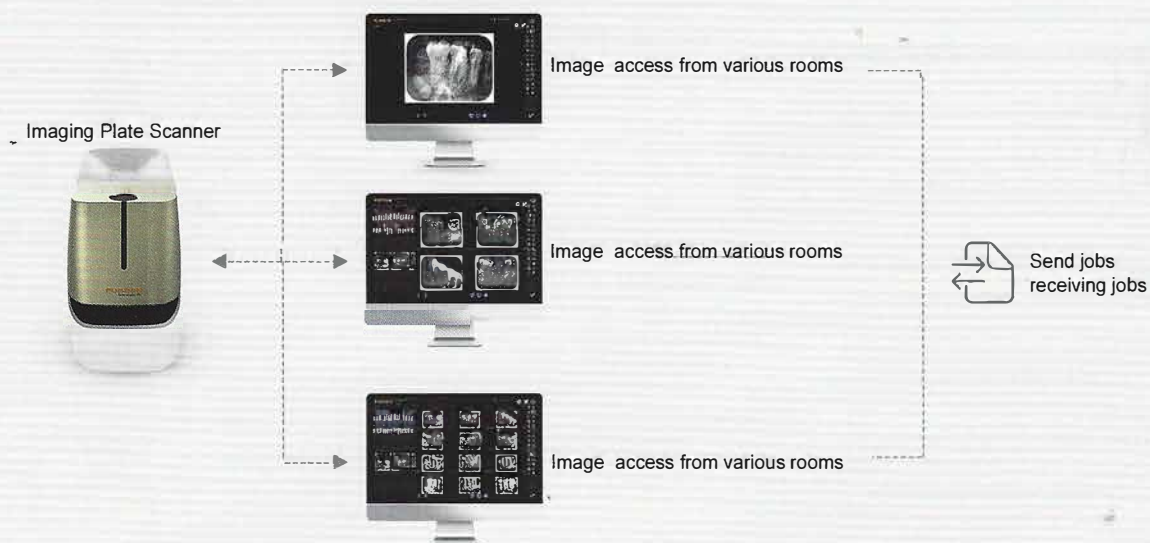 Image access from various rooms
Imaging Plate Scanner
Image access from various rooms
Send jobs
receiving jobs
Image access from various rooms